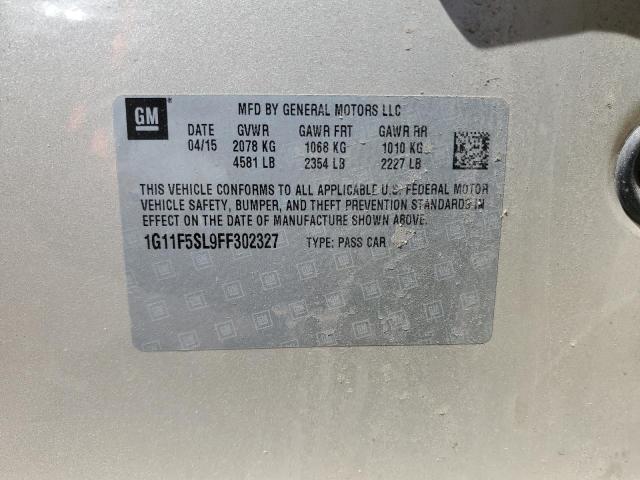 GM MFD BY GENERAL MOTORS LLC
DATE GVWR GAWR FRT GAWR RR
04/15 2078 KG 1068 KG 1010 KG
4581 LB 2354 LB 2227 LB
THIS VEHICLE CONFORMS TO ALL APPLICABLE U.S. FEDERAL MOTOR
VEHICLE SAFETY, BUMPER, AND THEFT PREVENTION STANDARDS IN
EFFECT ON THE DATE OF MANUFACTURE SHOWN ABOVE.
1G11F5SL9FF302327 TYPE: PASS CAR